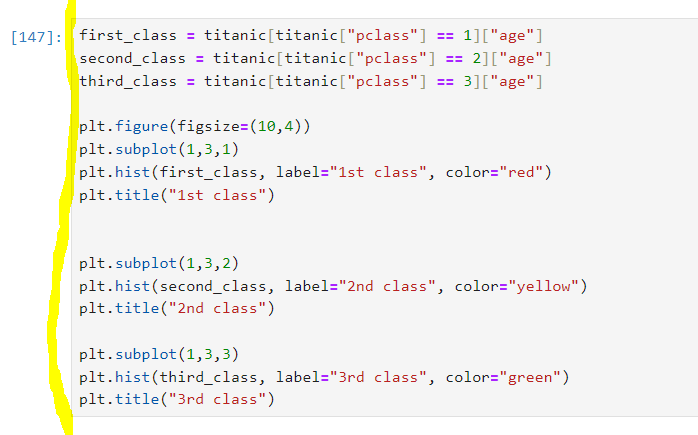 [147]: first_class = titanic[titanic["pclass"] == 1]["age"]
second_class = titanic[titanic["pclass"] == 2]["age"]
third_class = titanic[titanic["pclass"] == 3]["age"]
plt.figure(figsize=(10,4))
plt.subplot(1,3,1)
plt.hist(first_class, label="1st class", color="red")
plt.title("1st class")
plt.subplot(1,3,2)
plt.hist(second_class, label="2nd class", color="yellow")
plt.title("2nd class")
plt.subplot(1,3,3)
plt.hist(third_class, label="3rd class", color="green")
plt.title("3rd class")